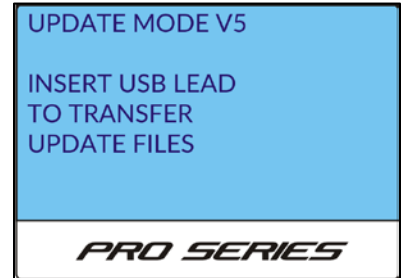 UPDATE MODE V5
INSERT USB LEAD
TO TRANSFER
UPDATE FILES
PRO SERIES